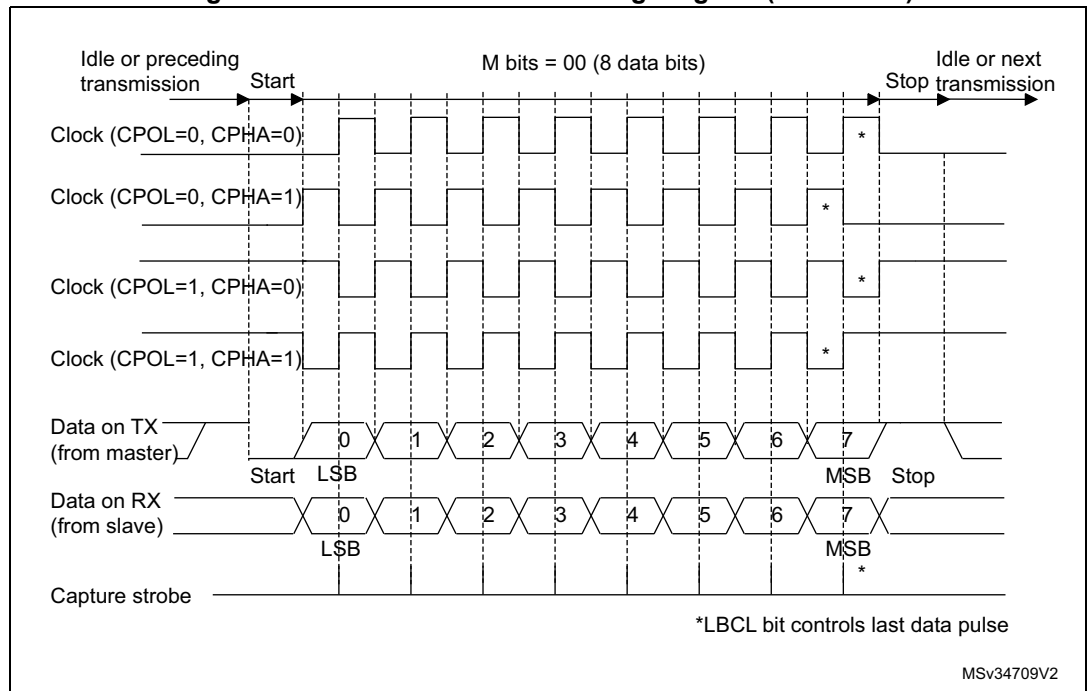 Idle or preceding
transmission
Start
M bits = 00 (8 data bits)
Stop
Idle or next
transmission
Clock (CPOL=0, CPHA=0)
*
Clock (CPOL=0, CPHA=1)
*
Clock (CPOL=1, CPHA=0)
*
Clock (CPOL=1, CPHA=1)
*
Data on TX
(from master)
0 1 2 3 4 5 6 7
Start LSB MSB Stop
Data on RX
(from slave)
0 1 2 3 4 5 6 7
LSB MSB
*
Capture strobe
*LBCL bit controls last data pulse
MSv34709V2